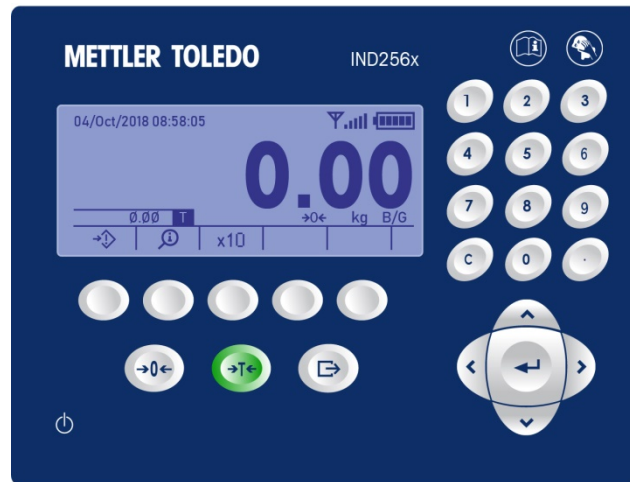 METTLER TOLEDO
IND256x
04/Oct/2018 08:58:05
0.00
0.00 T
→0← kg B/G
x10
1 2 3
4 5 6
7 8 9
C 0 .
→0← →T←